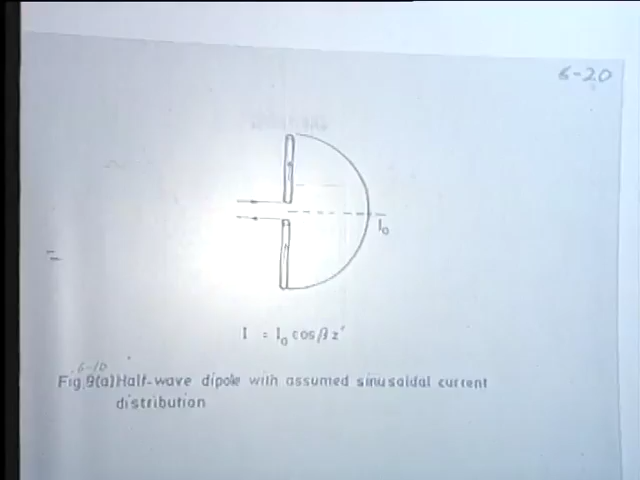 6-20
I₀
I = I₀ cos βz'
6-10
Fig.9(a) Half-wave dipole with assumed sinusoidal current
distribution